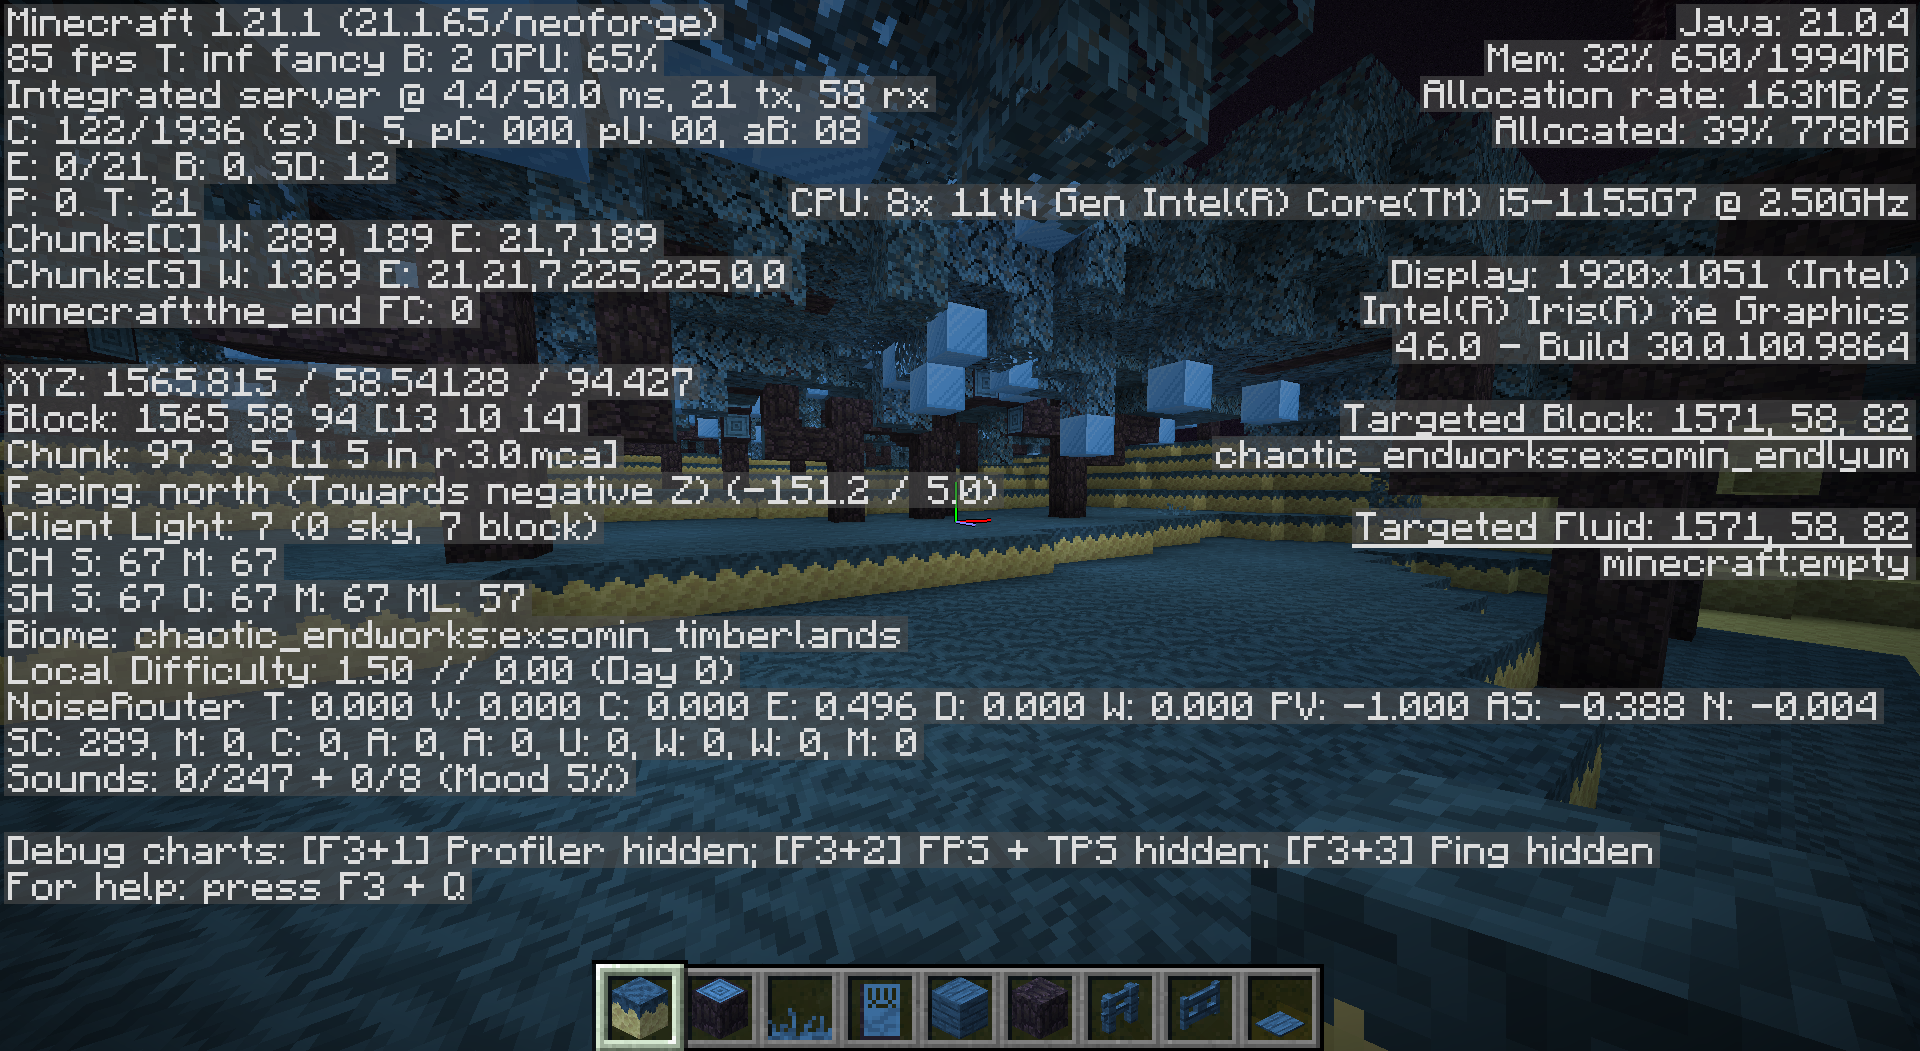 Minecraft 1.21.1 (21.1.65/neoforge)
85 fps T: inf fancy B: 2 GPU: 65%
Integrated server @ 4.4/50.0 ms, 21 tx, 58 rx
C: 122/1936 (s) D: 5, pC: 000, pU: 00, aB: 08
E: 0/21, B: 0, SD: 12
P: 0. T: 21
Chunks[C] W: 289, 189 E: 21,7,189
Chunks[S] W: 1369 E: 21,21,7,225,225,0,0
minecraft:the_end FC: 0
XYZ: 1565.815 / 58.54128 / 94.427
Block: 1565 58 94 [13 10 14]
Chunk: 97 3 5 [1 5 in r.3.0.mca]
Facing: north (Towards negative Z) (-151.2 / 5.0)
Client Light: 7 (0 sky, 7 block)
CH S: 67 M: 67
SH S: 67 O: 67 M: 67 ML: 57
Biome: chaotic_endworks:exsomin_timberlands
Local Difficulty: 1.50 // 0.00 (Day 0)
NoiseRouter T: 0.000 V: 0.000 C: 0.000 E: 0.496 D: 0.000 W: 0.000 PV: -1.000 AS: -0.388 N: -0.004
SC: 289, M: 0, C: 0, A: 0, A: 0, U: 0, W: 0, W: 0, M: 0
Sounds: 0/247 + 0/8 (Mood 5%)
Debug charts: [F3+1] Profiler hidden; [F3+2] FPS + TPS hidden; [F3+3] Ping hidden
For help: press F3 + Q
Java: 21.0.4
Mem: 32% 650/1994MB
Allocation rate: 163MB/s
Allocated: 39% 778MB
CPU: 8x 11th Gen Intel(R) Core(TM) i5-1155G7 @ 2.50GHz
Display: 1920x1051 (Intel)
Intel(R) Iris(R) Xe Graphics
4.6.0 - Build 30.0.100.9864
Targeted Block: 1571, 58, 82
chaotic_endworks:exsomin_endlyum
Targeted Fluid: 1571, 58, 82
minecraft:empty